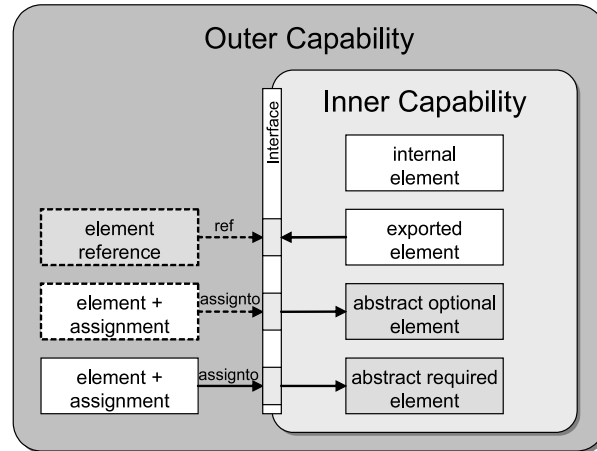 Outer Capability
Inner Capability
Interface
internal
element
element
reference
ref
exported
element
element +
assignment
assignto
abstract optional
element
element +
assignment
assignto
abstract required
element